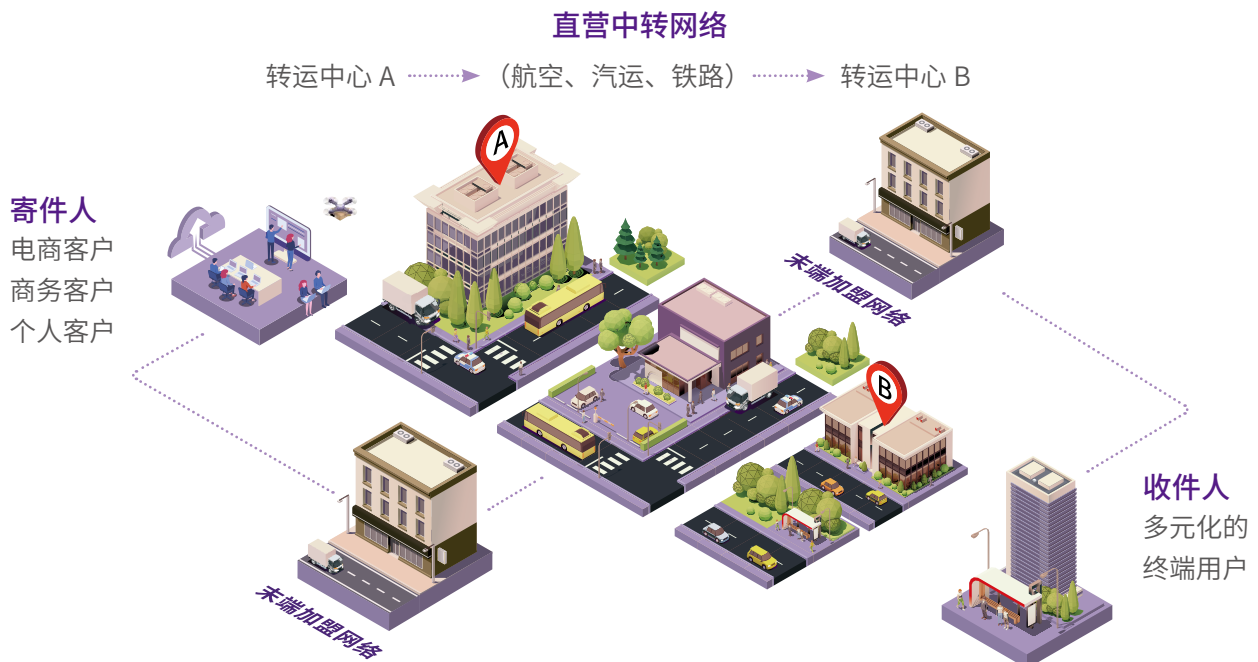 直营中转网络
转运中心 A
（航空、汽运、铁路）
转运中心 B
A
寄件人
电商客户
商务客户
个人客户
末端加盟网络
B
收件人
多元化的
终端用户
末端加盟网络